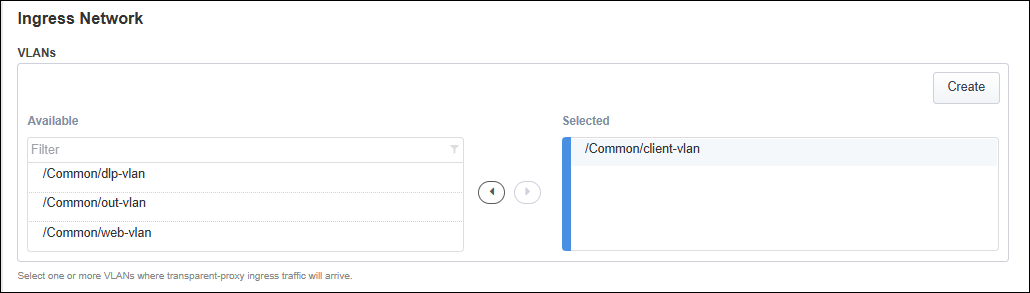 Ingress Network
VLANs
Create
Available
Selected
Filter
/Common/client-vlan
/Common/dlp-vlan
/Common/out-vlan
/Common/web-vlan
Select one or more VLANs where transparent-proxy ingress traffic will arrive.